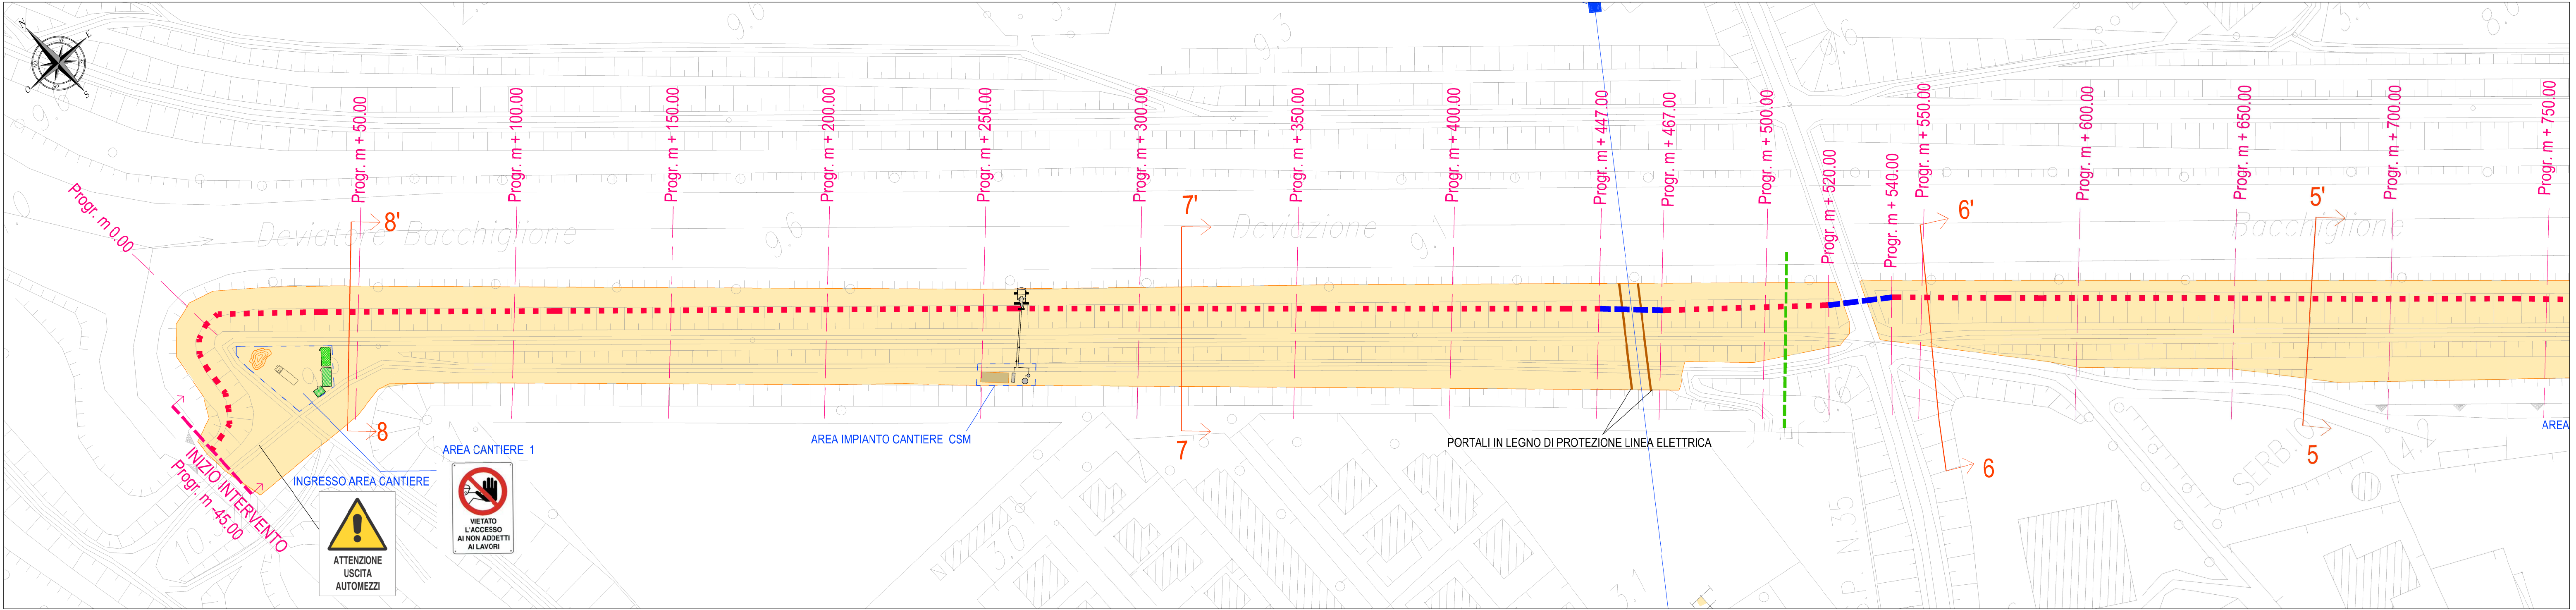 N
E
S
O
Progr. m 0.00
Progr. m + 50.00
Progr. m + 100.00
Progr. m + 150.00
Progr. m + 200.00
Progr. m + 250.00
Progr. m + 300.00
Progr. m + 350.00
Progr. m + 400.00
Progr. m + 447.00
Progr. m + 467.00
Progr. m + 500.00
Progr. m + 520.00
Progr. m + 540.00
Progr. m + 550.00
Progr. m + 600.00
Progr. m + 650.00
Progr. m + 700.00
Progr. m + 750.00
8'
7'
6'
5'
Deviatore Bacchiglione
9.6
Deviazione
Bacchiglione
8
7
6
5
AREA IMPIANTO CANTIERE CSM
PORTALI IN LEGNO DI PROTEZIONE LINEA ELETTRICA
AREA
AREA CANTIERE 1
INGRESSO AREA CANTIERE
INIZIO INTERVENTO
Progr. m -45.00
VIETATO
L'ACCESSO
AI NON ADDETTI
AI LAVORI
ATTENZIONE
USCITA
AUTOMEZZI
SERB.